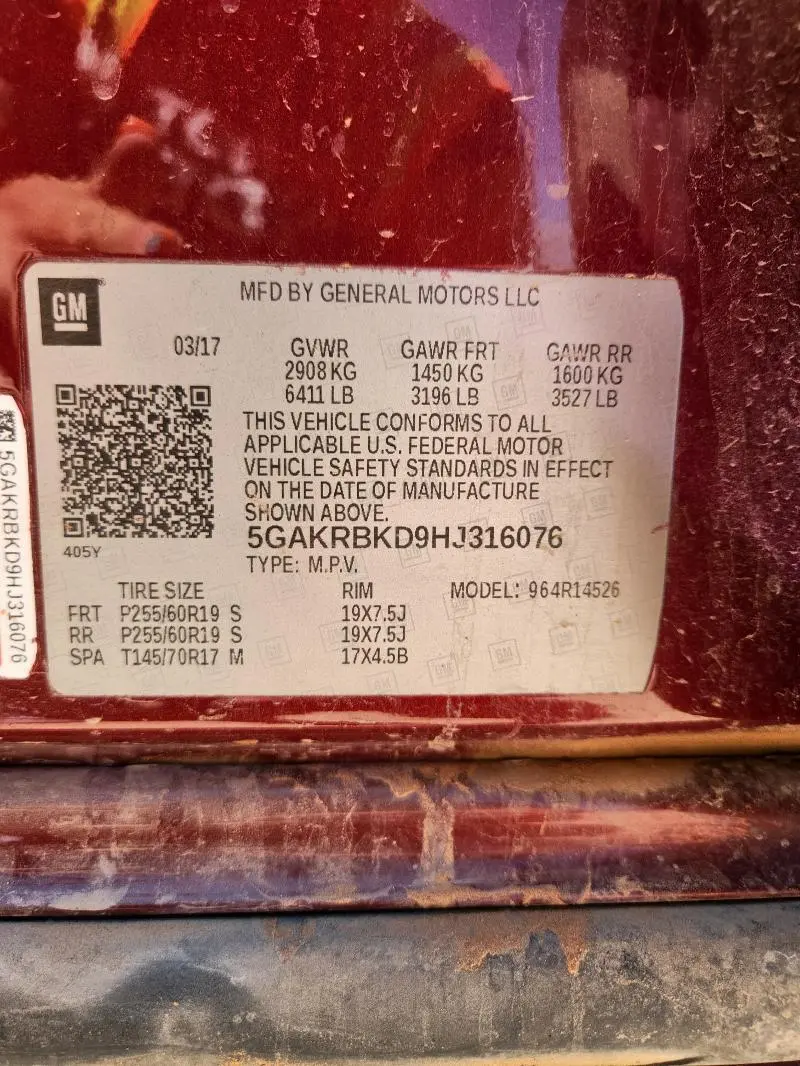 GM
MFD BY GENERAL MOTORS LLC
03/17
GVWR GAWR FRT GAWR RR
2908 KG 1450 KG 1600 KG
6411 LB 3196 LB 3527 LB
THIS VEHICLE CONFORMS TO ALL
APPLICABLE U.S. FEDERAL MOTOR
VEHICLE SAFETY STANDARDS IN EFFECT
ON THE DATE OF MANUFACTURE
SHOWN ABOVE.
5GAKRBKD9HJ316076
405Y
TYPE: M.P.V.
TIRE SIZE RIM MODEL: 964R14526
FRT P255/60R19 S 19X7.5J
RR P255/60R19 S 19X7.5J
SPA T145/70R17 M 17X4.5B
5GAKRBKD9HJ316076